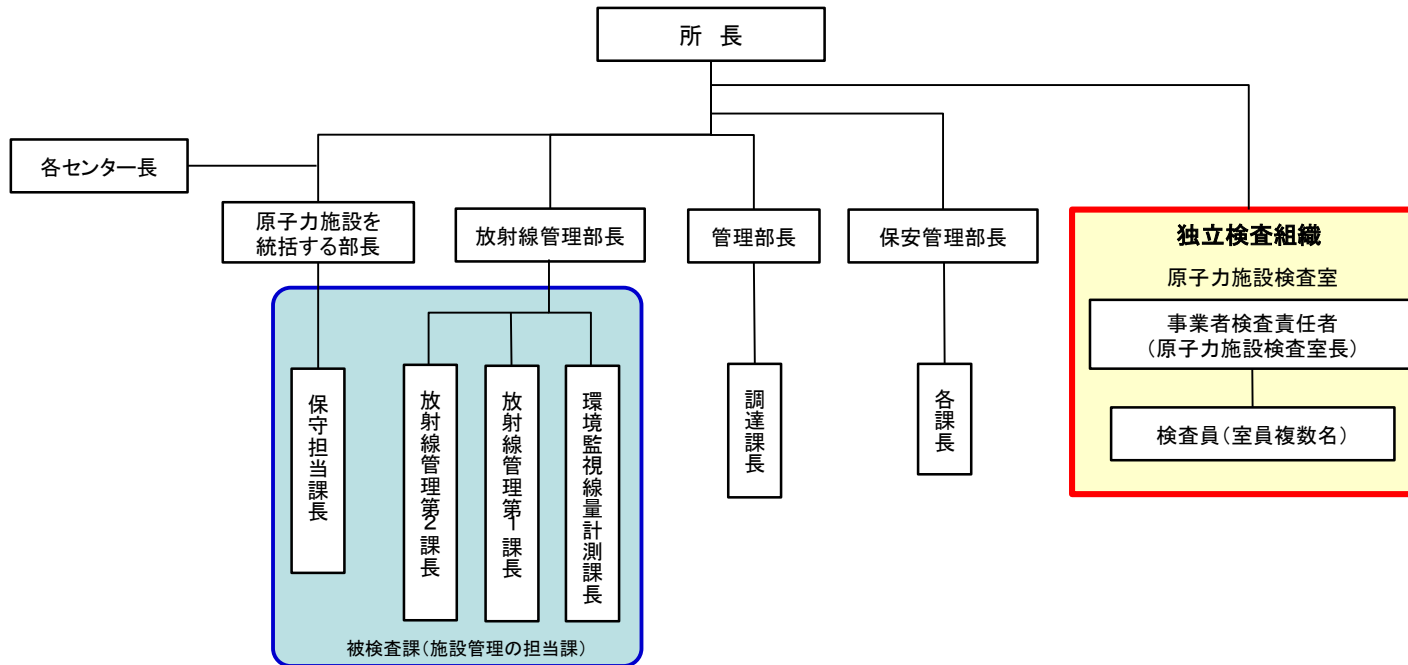 所 長
各センター長
原子力施設を
統括する部長
放射線管理部長
管理部長
保安管理部長
独立検査組織
原子力施設検査室
事業者検査責任者
(原子力施設検査室長)
検査員(室員複数名)
保守担当課長
放射線管理第2課長
放射線管理第1課長
環境監視線量計測課長
調達課長
各課長
被検査課(施設管理の担当課)